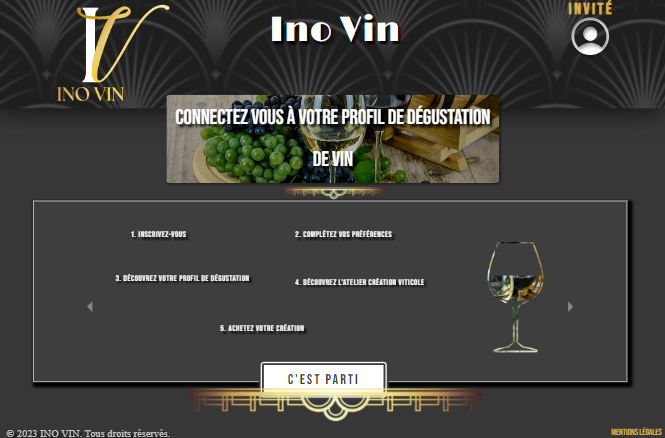 INO VIN
Ino Vin
INVITÉ
CONNECTEZ VOUS À VOTRE PROFIL DE DÉGUSTATION
DE VIN
1. INSCRIVEZ-VOUS
2. COMPLÉTEZ VOS PRÉFÉRENCES
3. DÉCOUVREZ VOTRE PROFIL DE DÉGUSTATION
4. DÉCOUVREZ L'ATELIER CRÉATION VITICOLE
5. ACHETEZ VOTRE CRÉATION
C'EST PARTI
© 2023 INO VIN. Tous droits réservés.
MENTIONS LÉGALES